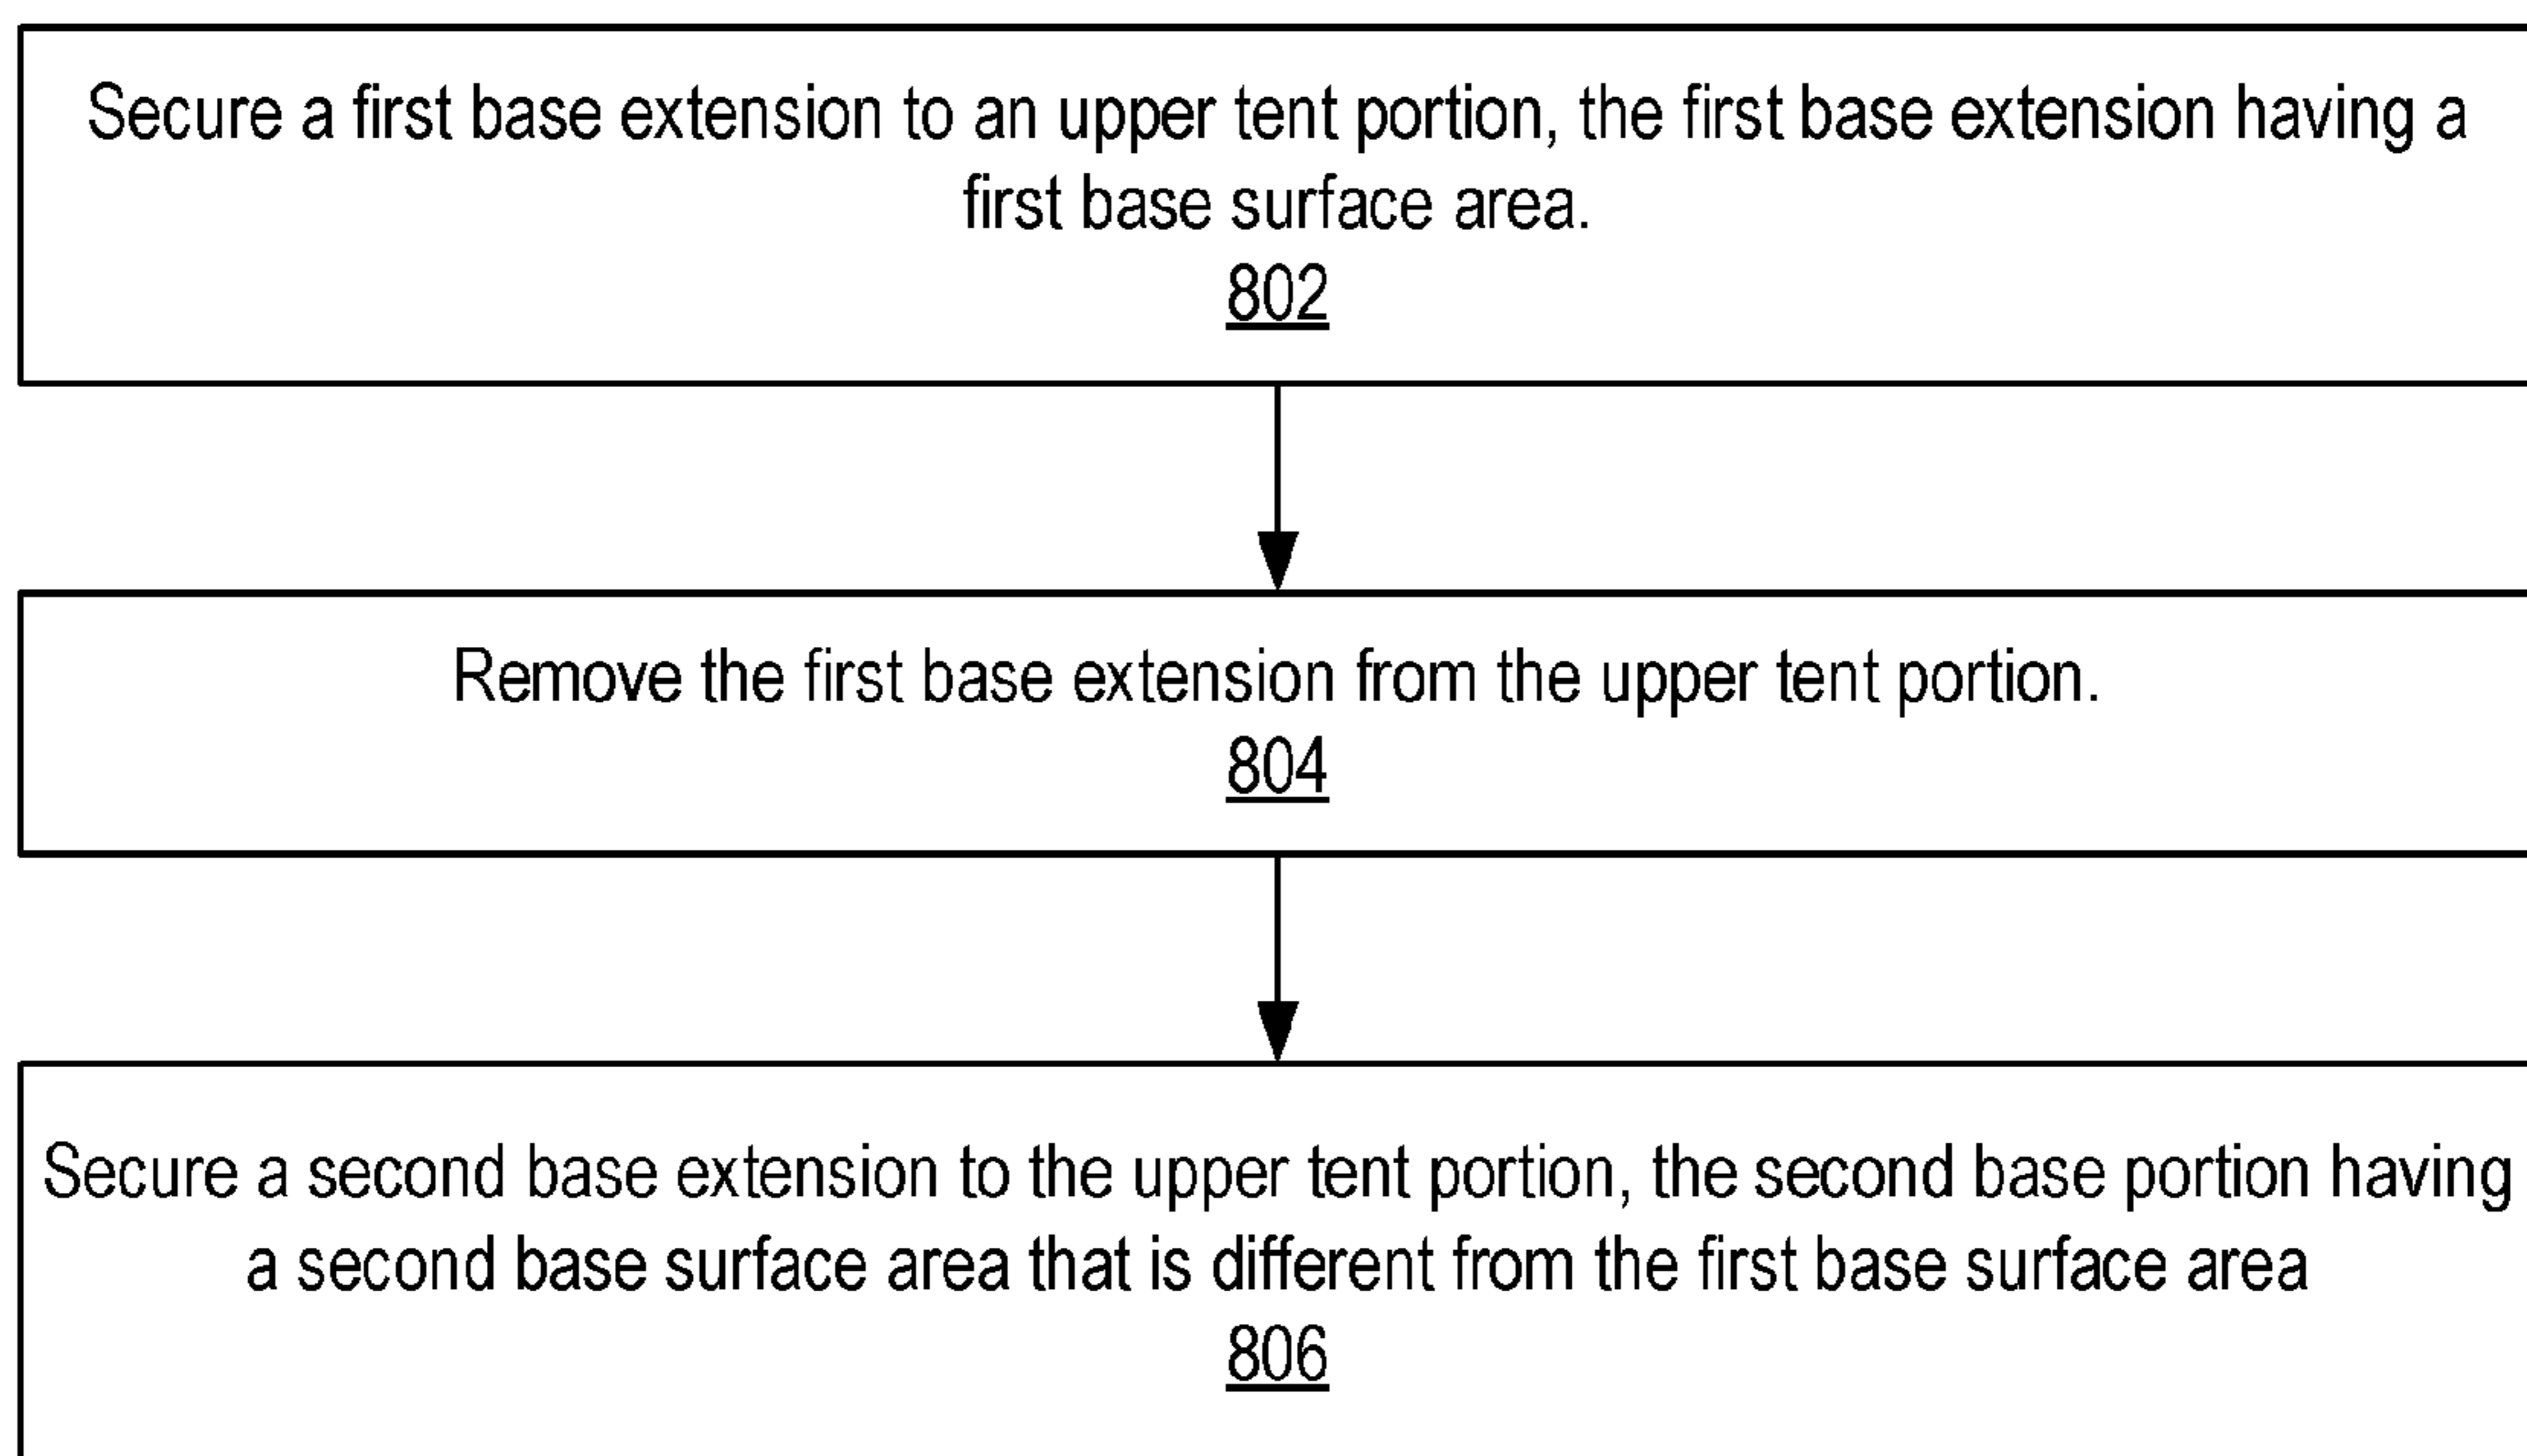 Secure a first base extension to an upper tent portion, the first base extension having a
first base surface area.
802
Remove the first base extension from the upper tent portion.
804
Secure a second base extension to the upper tent portion, the second base portion having
a second base surface area that is different from the first base surface area
806